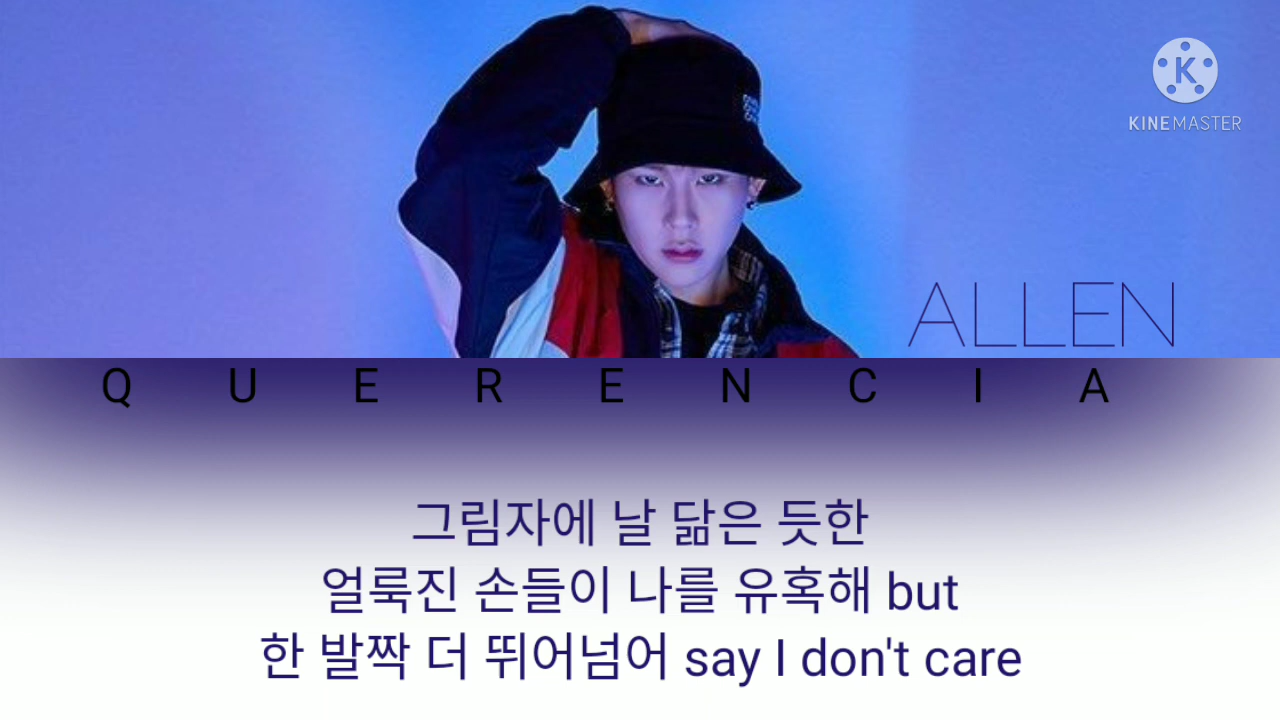 K
KINEMASTER
ALLEN
QUERENCIA
그림자에 날 닮은 듯한
얼룩진 손들이 나를 유혹해 but
한 발짝 더 뛰어넘어 say I don't care